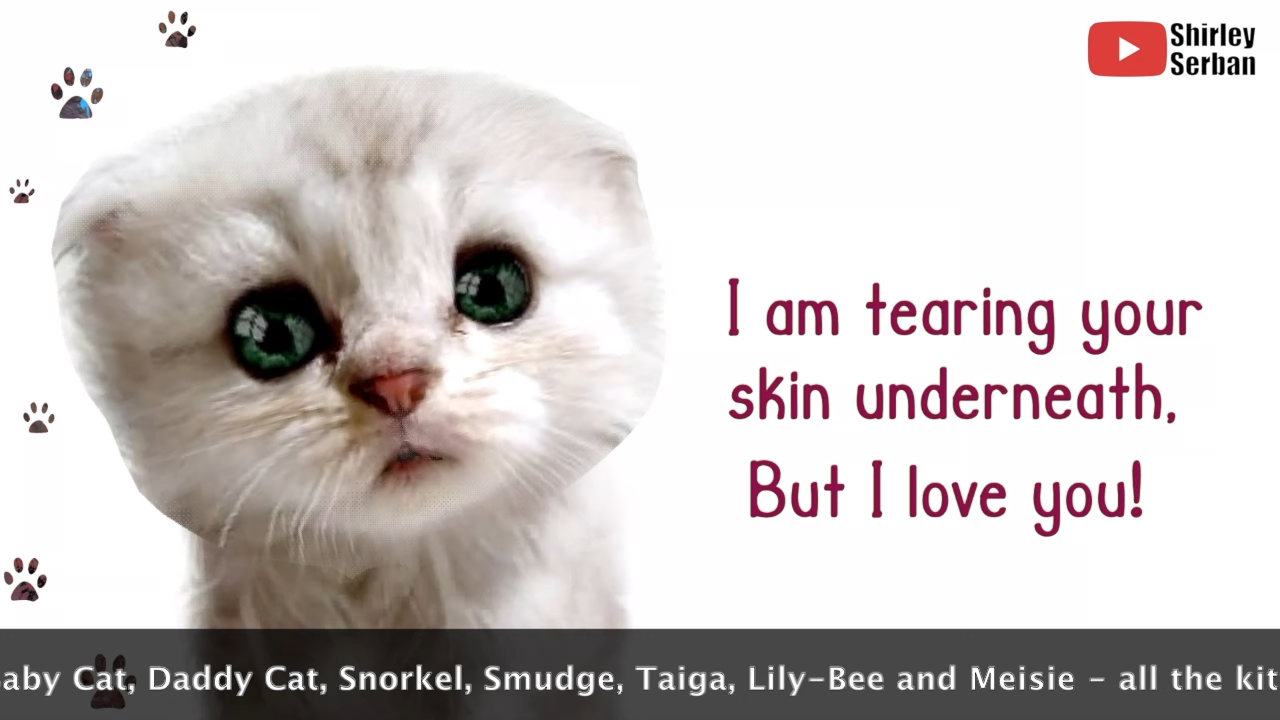 Shirley
Serban
I am tearing your
skin underneath,
But I love you!
Cat, Daddy Cat, Snorkel, Smudge, Taiga, Lily-Bee and Meisie - all the